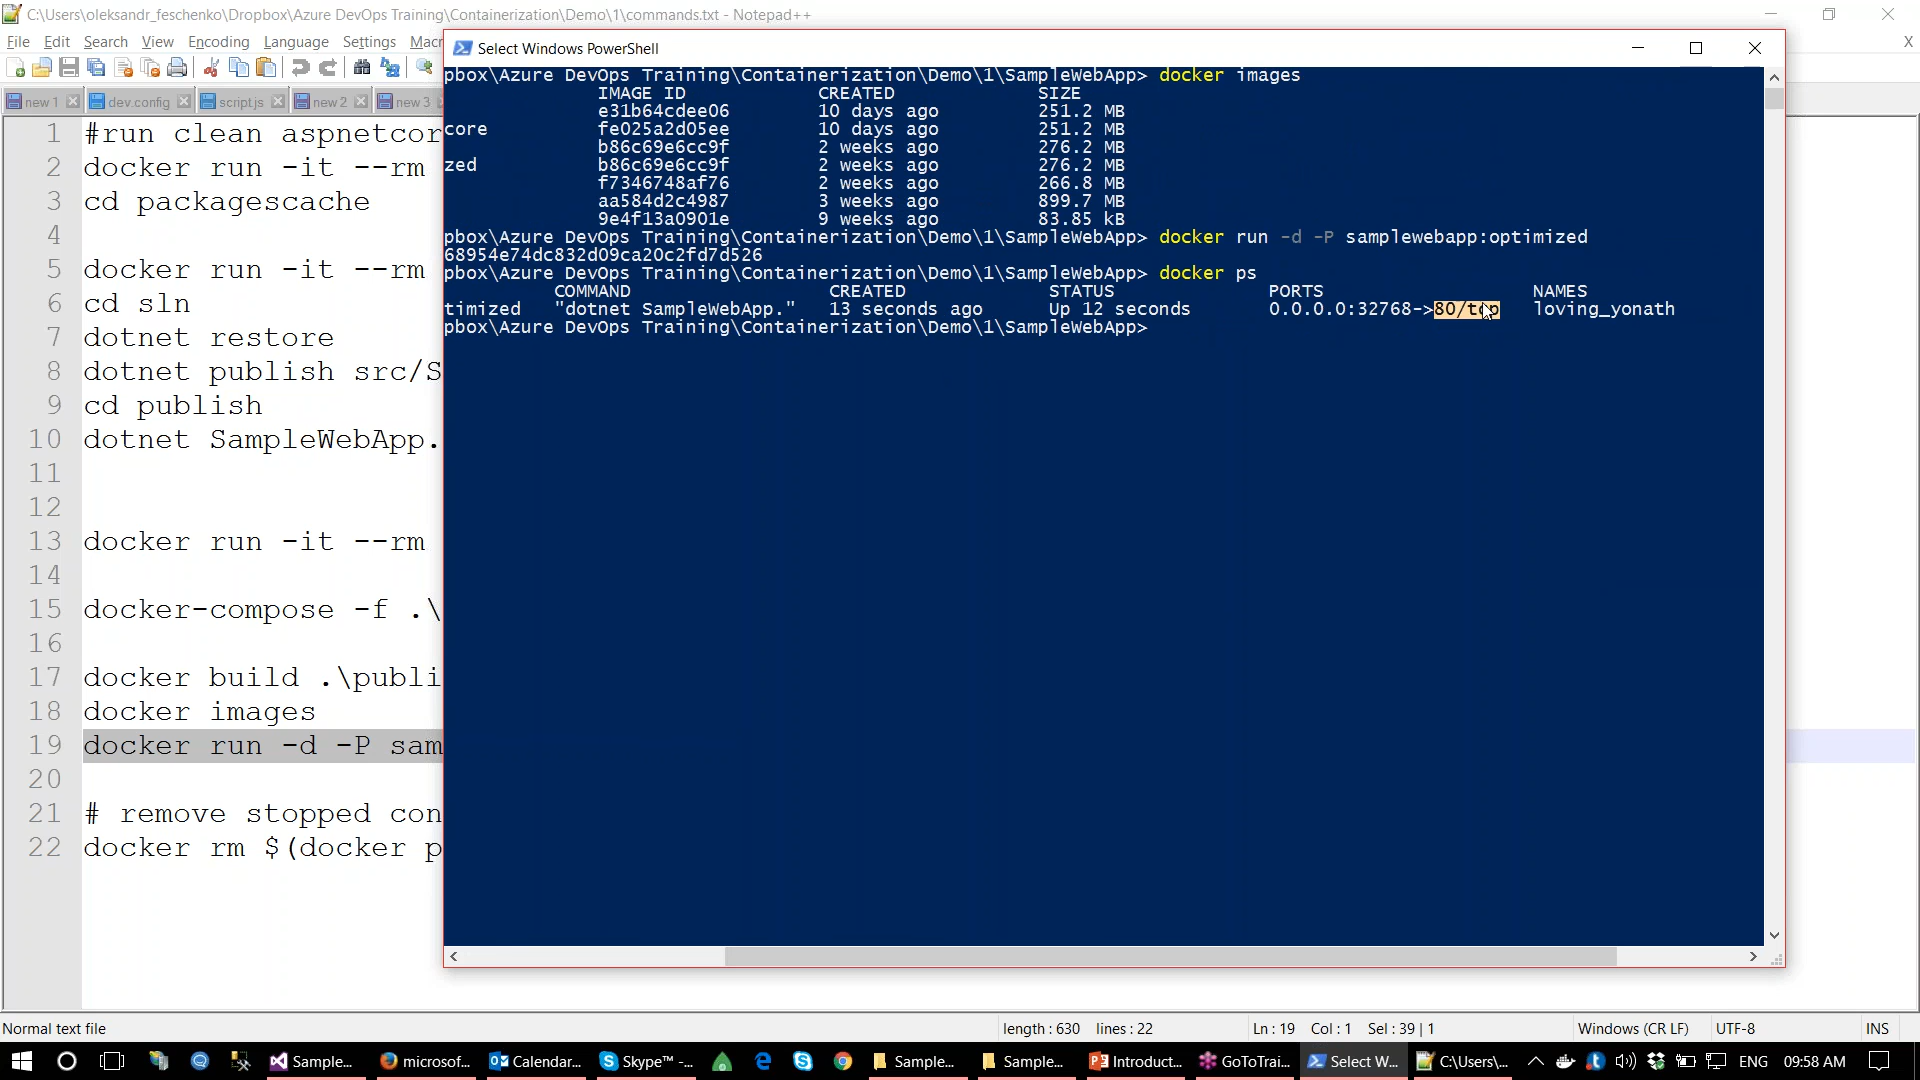 C:\Users\oleksandr_feschenko\Dropbox\Azure DevOps Training\Containerization\Demo\1\commands.txt - Notepad++
File Edit Search View Encoding Language Settings Mac
X
new 1 dev.config script.js new 2 new 3
Select Windows PowerShell
pbox\Azure DevOps Training\Containerization\Demo\1\SampleWebApp> docker images
IMAGE ID CREATED SIZE
e31b64cdee06 10 days ago 251.2 MB
core fe025a2d05ee 10 days ago 251.2 MB
b86c69e6cc9f 2 weeks ago 276.2 MB
zed b86c69e6cc9f 2 weeks ago 276.2 MB
f7346748af76 2 weeks ago 266.8 MB
aa584d2c4987 3 weeks ago 899.7 MB
9e4f13a0901e 9 weeks ago 83.85 kB
pbox\Azure DevOps Training\Containerization\Demo\1\SampleWebApp> docker run -d -P samplewebapp:optimized
68954e74dc832d09ca20c2fd7d526
pbox\Azure DevOps Training\Containerization\Demo\1\SampleWebApp> docker ps
COMMAND CREATED STATUS PORTS NAMES
timized "dotnet SampleWebApp." 13 seconds ago Up 12 seconds 0.0.0.0:32768->80/tcp loving_yonath
pbox\Azure DevOps Training\Containerization\Demo\1\SampleWebApp>
1 #run clean aspnetcor
2 docker run -it --rm
3 cd packagescache
4
5 docker run -it --rm
6 cd sln
7 dotnet restore
8 dotnet publish src/S
9 cd publish
10 dotnet SampleWebApp.
11
12
13 docker run -it --rm
14
15 docker-compose -f .\
16
17 docker build .\publi
18 docker images
19 docker run -d -P sam
20
21 # remove stopped con
22 docker rm $(docker p
Normal text file length : 630 lines : 22 Ln : 19 Col : 1 Sel : 39 | 1 Windows (CR LF) UTF-8 INS
Sample... microsof... Calendar... Skype™ -... Sample... Sample... Introduct... GoToTrai... Select W... C:\Users\... ENG 09:58 AM